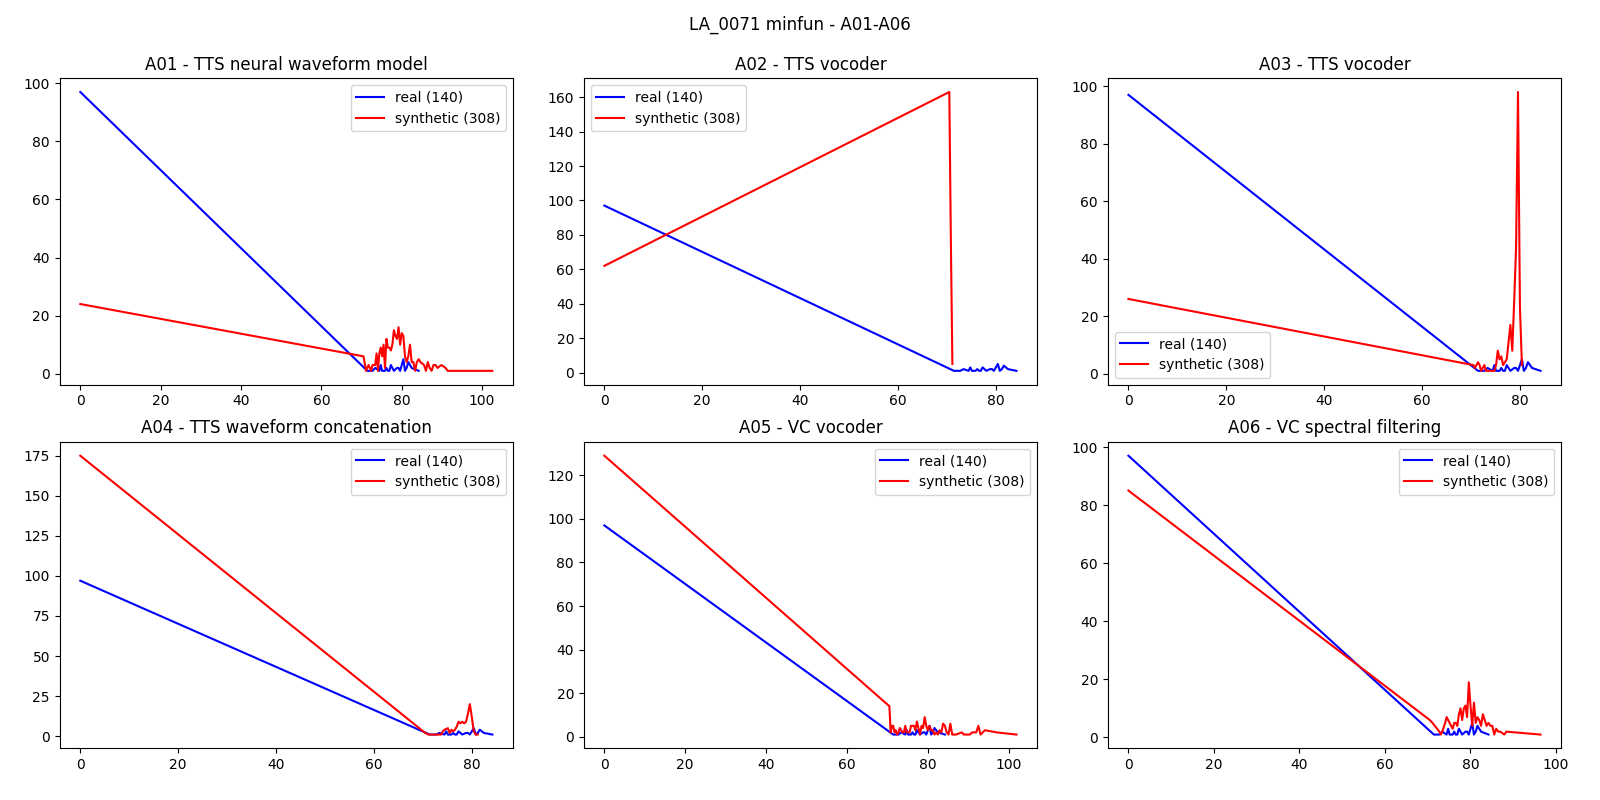 LA_0071 minfun - A01-A06
A01 - TTS neural waveform model
100
80
60
40
20
0
0 20 40 60 80 100
real (140)
synthetic (308)
A02 - TTS vocoder
160
140
120
100
80
60
40
20
0
0 20 40 60 80
real (140)
synthetic (308)
A03 - TTS vocoder
100
80
60
40
20
0
0 20 40 60 80
real (140)
synthetic (308)
A04 - TTS waveform concatenation
175
150
125
100
75
50
25
0
0 20 40 60 80
real (140)
synthetic (308)
A05 - VC vocoder
120
100
80
60
40
20
0
0 20 40 60 80 100
real (140)
synthetic (308)
A06 - VC spectral filtering
100
80
60
40
20
0
0 20 40 60 80 100
real (140)
synthetic (308)